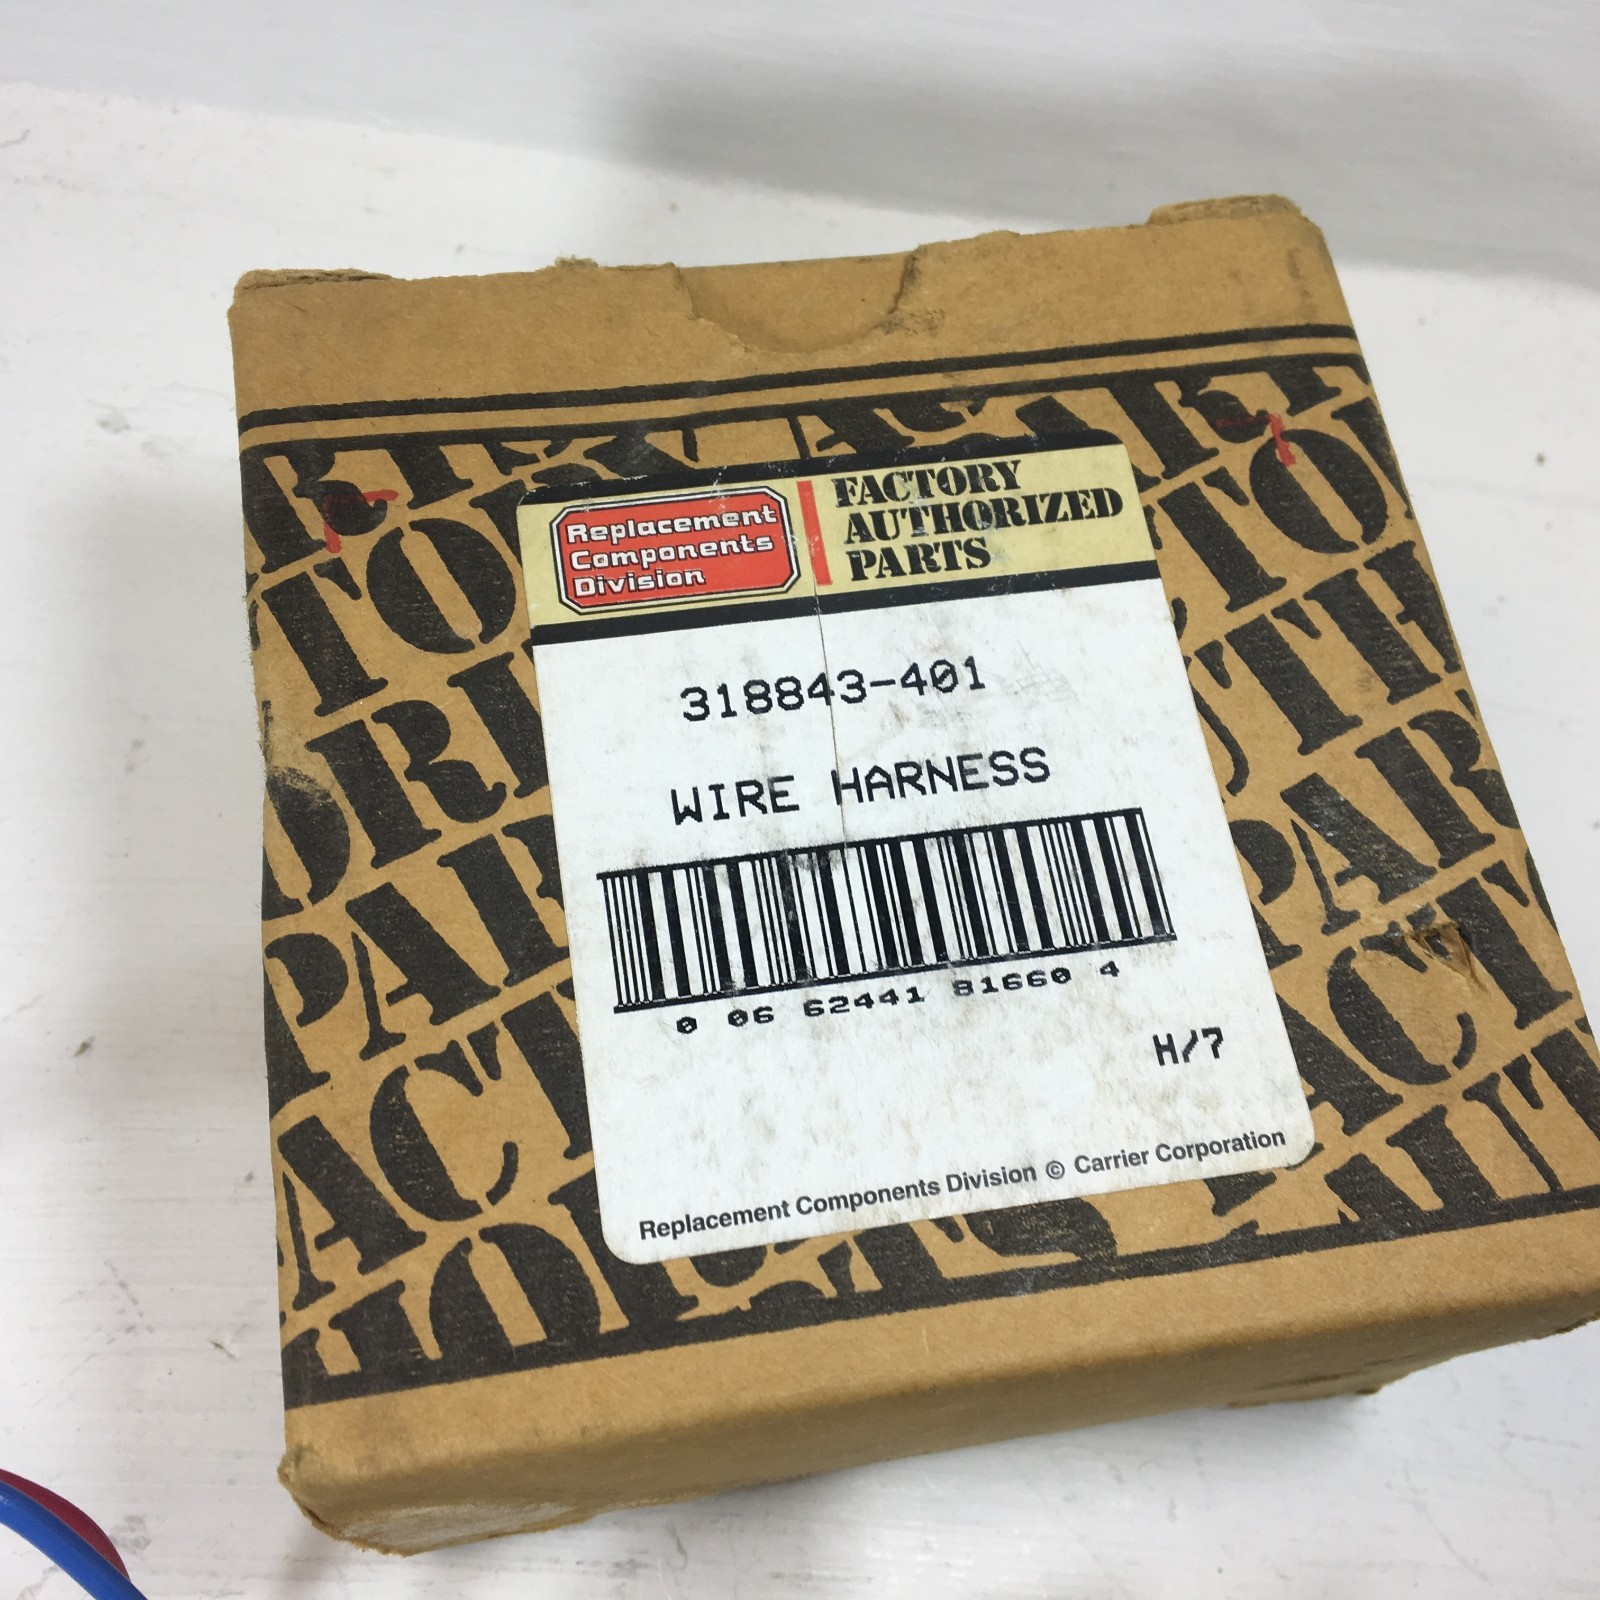 Replacement
Components
Division
FACTORY
AUTHORIZED
PARTS
318843-401
WIRE HARNESS
0 06 62441 81660 4
H/7
Replacement Components Division © Carrier Corporation